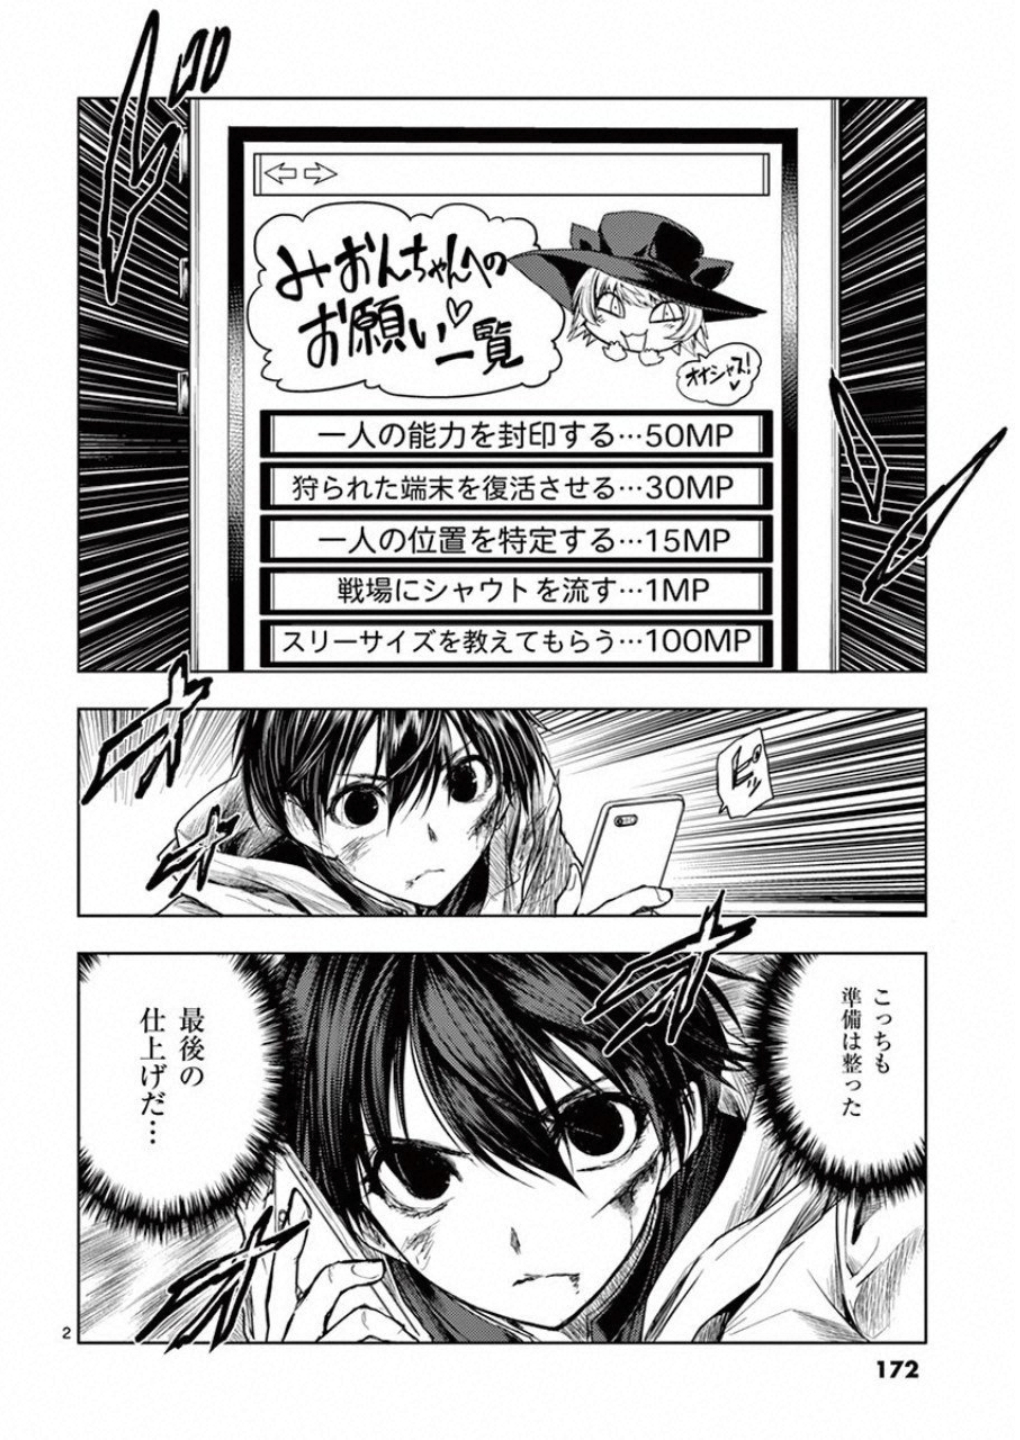 みおんちゃんへの
お願い♡一覧
オナシャス!♡
一人の能力を封印する…50MP
狩られた端末を復活させる…30MP
一人の位置を特定する…15MP
戦場にシャウトを流す…1MP
スリーサイズを教えてもらう…100MP
こっちも
準備は整った
最後の
仕上げだ…
2
172